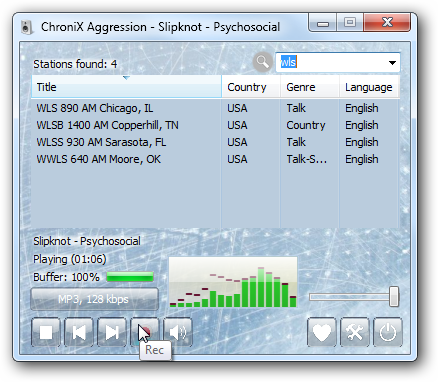 ChroniX Aggression - Slipknot - Psychosocial
Stations found: 4
wls
Title Country Genre Language
WLS 890 AM Chicago, IL USA Talk English
WLSB 1400 AM Copperhill, TN USA Country English
WLSS 930 AM Sarasota, FL USA Talk English
WWLS 640 AM Moore, OK USA Talk-S... English
Slipknot - Psychosocial
Playing (01:06)
Buffer: 100%
MP3, 128 kbps
Rec